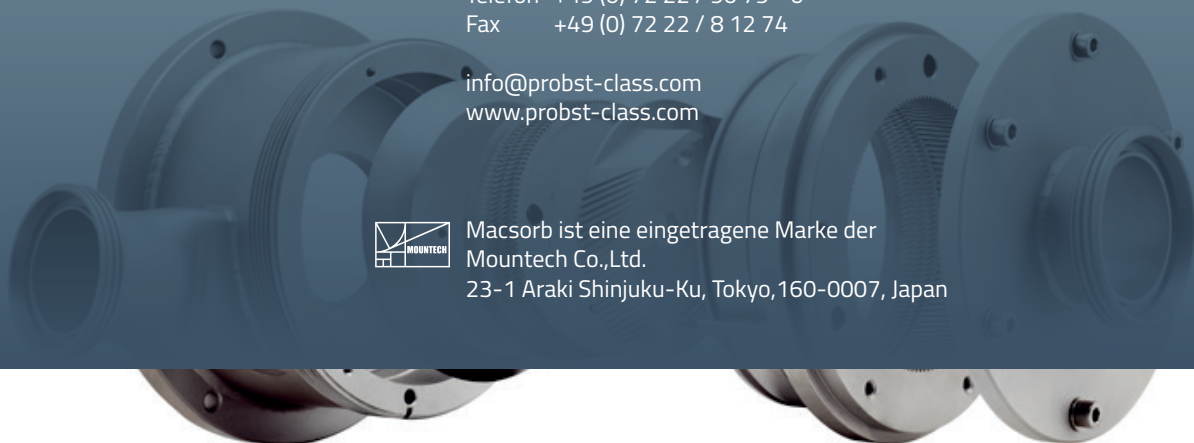 Fax +49 (0) 72 22 / 8 12 74
info@probst-class.com
www.probst-class.com
MOUNTECH
Macsorb ist eine eingetragene Marke der
Mountech Co.,Ltd.
23-1 Araki Shinjuku-Ku, Tokyo,160-0007, Japan